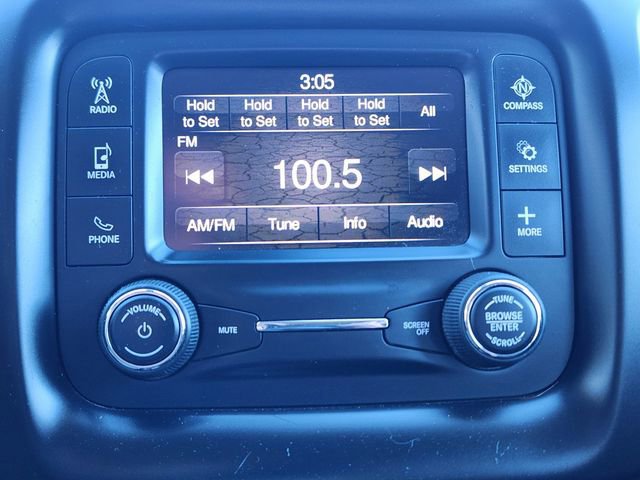 3:05
Hold Hold Hold Hold All
to Set to Set to Set to Set
FM
100.5
AM/FM Tune Info Audio
RADIO
MEDIA
PHONE
N
COMPASS
SETTINGS
MORE
VOLUME
MUTE
SCREEN
OFF
TUNE
BROWSE
ENTER
SCROLL